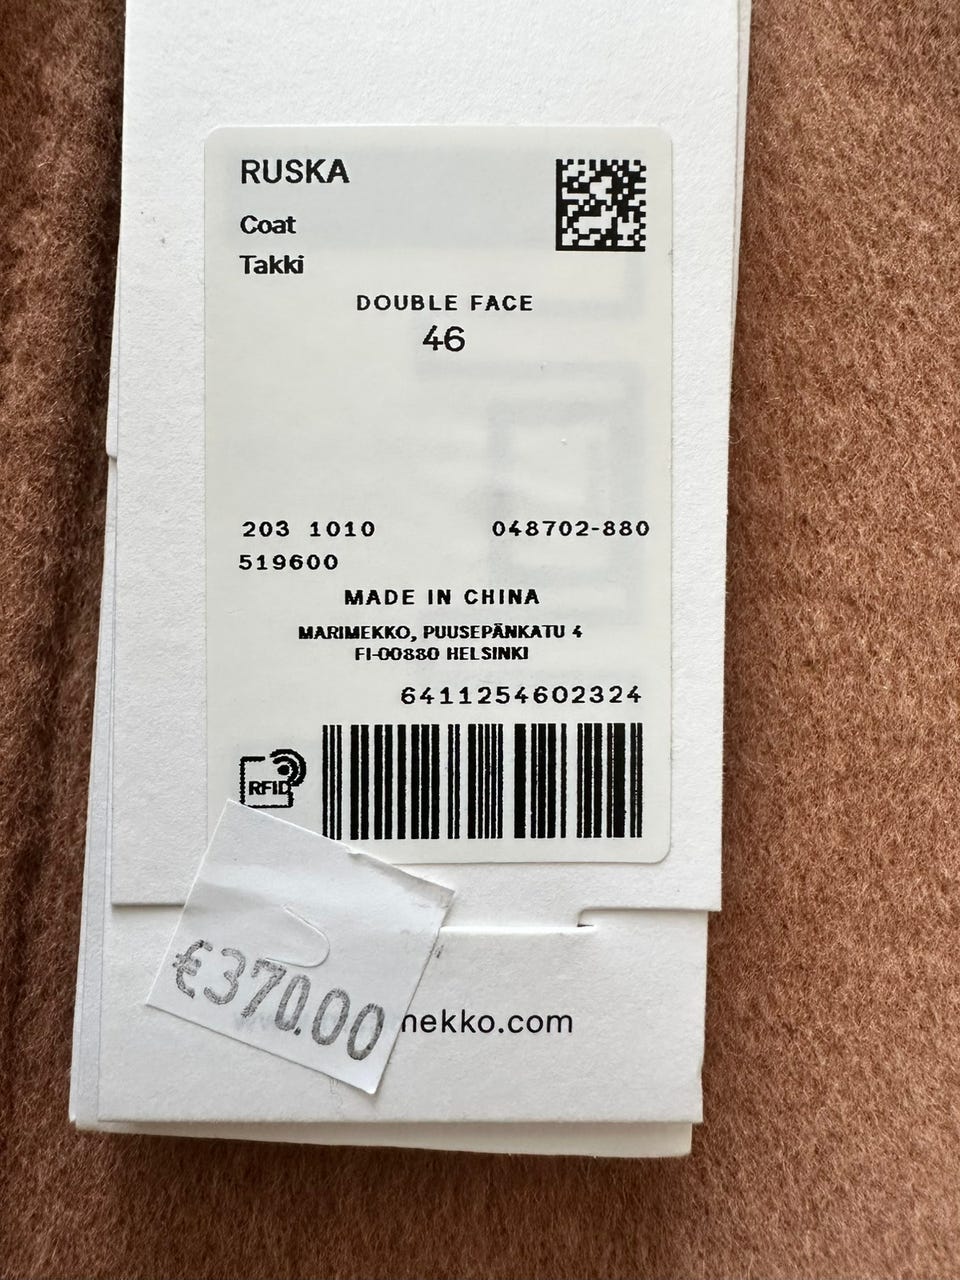 RUSKA
Coat
Takki
DOUBLE FACE
46
203 1010 048702-880
519600
MADE IN CHINA
MARIMEKKO, PUUSEPÄNKATU 4
FI-00880 HELSINKI
6411254602324
RFID
€370.00
mekko.com